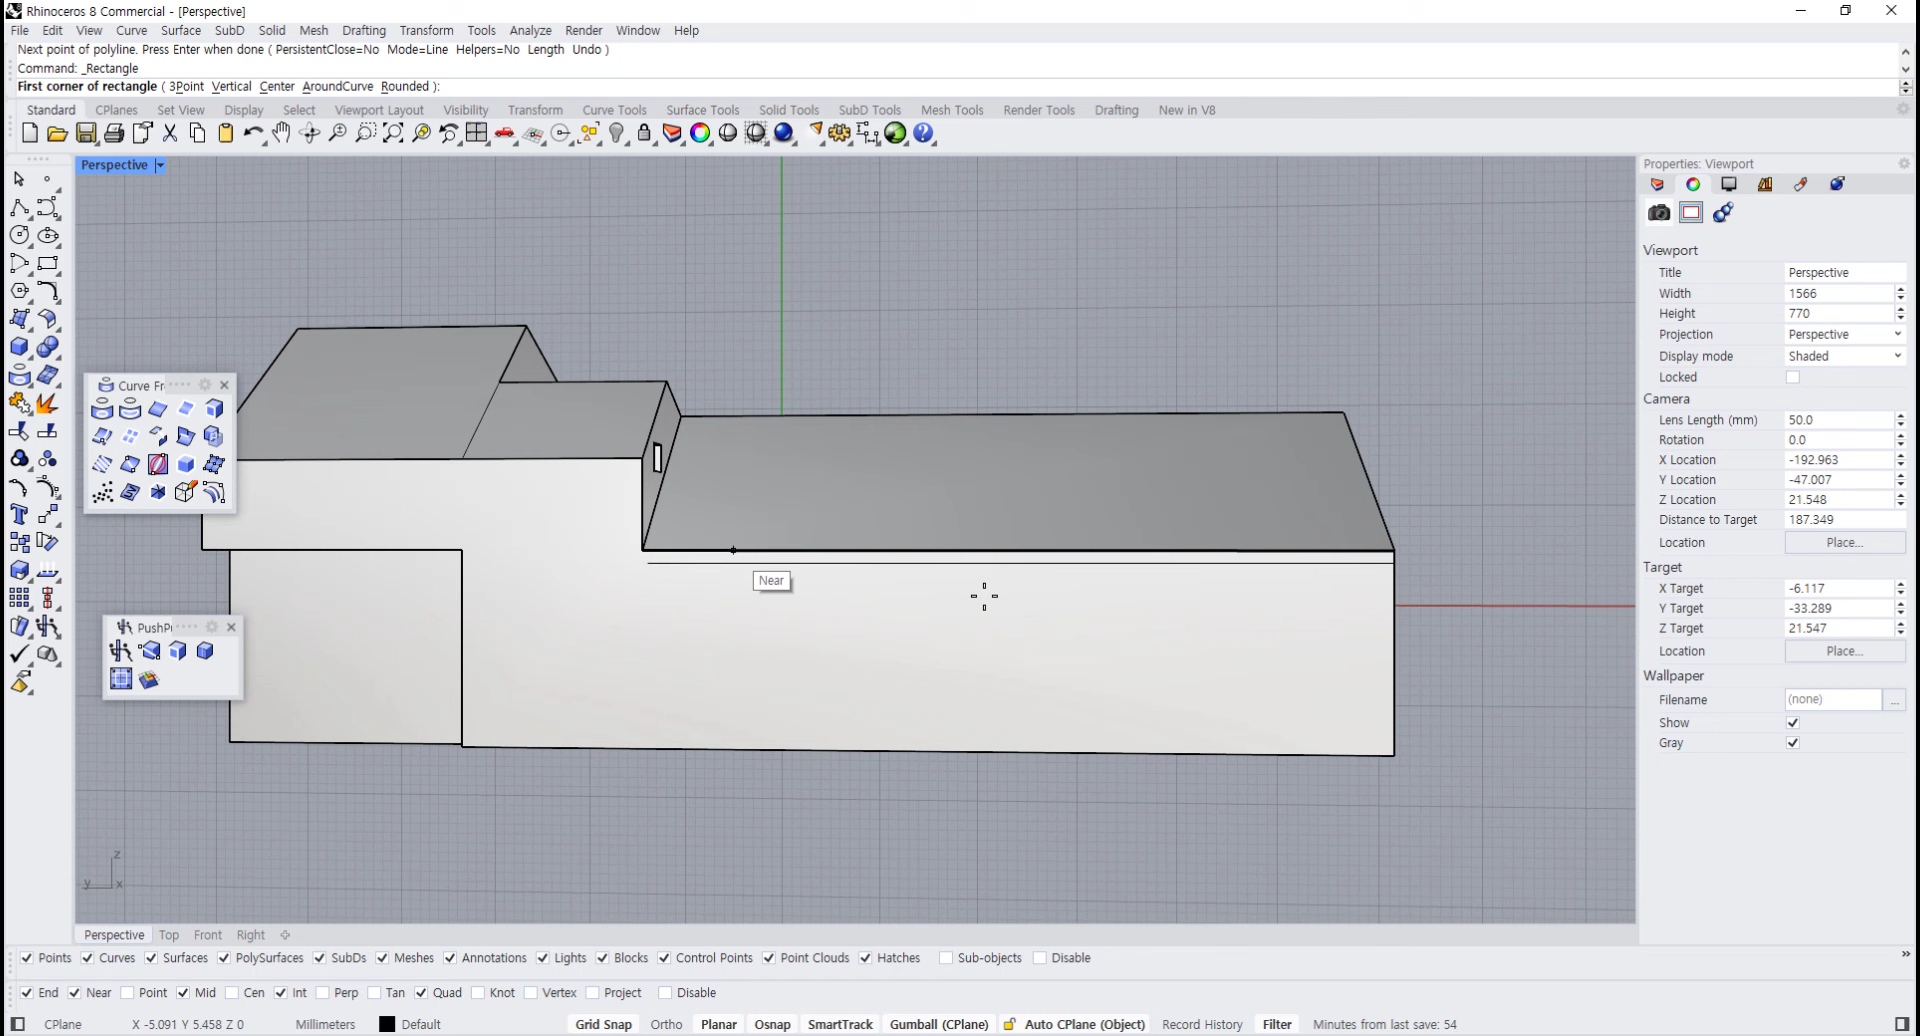 Rhinoceros 8 Commercial - [Perspective]
File Edit View Curve Surface SubD Solid Mesh Drafting Transform Tools Analyze Render Window Help
Next point of polyline. Press Enter when done ( PersistentClose=No Mode=Line Helpers=No Length Undo )
Command: _Rectangle
First corner of rectangle ( 3Point Vertical Center AroundCurve Rounded ):
Standard CPlanes Set View Display Select Viewport Layout Visibility Transform Curve Tools Surface Tools Solid Tools SubD Tools Mesh Tools Render Tools Drafting New in V8
Perspective
Curve Fr
Near
PushP
z
y x
Properties: Viewport
Viewport
Title Perspective
Width 1566
Height 770
Projection Perspective
Display mode Shaded
Locked
Camera
Lens Length (mm) 50.0
Rotation 0.0
X Location -192.963
Y Location -47.007
Z Location 21.548
Distance to Target 187.349
Location Place...
Target
X Target -6.117
Y Target -33.289
Z Target 21.547
Location Place...
Wallpaper
Filename (none) ...
Show
Gray
Perspective Top Front Right
Points Curves Surfaces PolySurfaces SubDs Meshes Annotations Lights Blocks Control Points Point Clouds Hatches Sub-objects Disable
End Near Point Mid Cen Int Perp Tan Quad Knot Vertex Project Disable
CPlane X -5.091 Y 5.458 Z 0 Millimeters Default Grid Snap Ortho Planar Osnap SmartTrack Gumball (CPlane) Auto CPlane (Object) Record History Filter Minutes from last save: 54